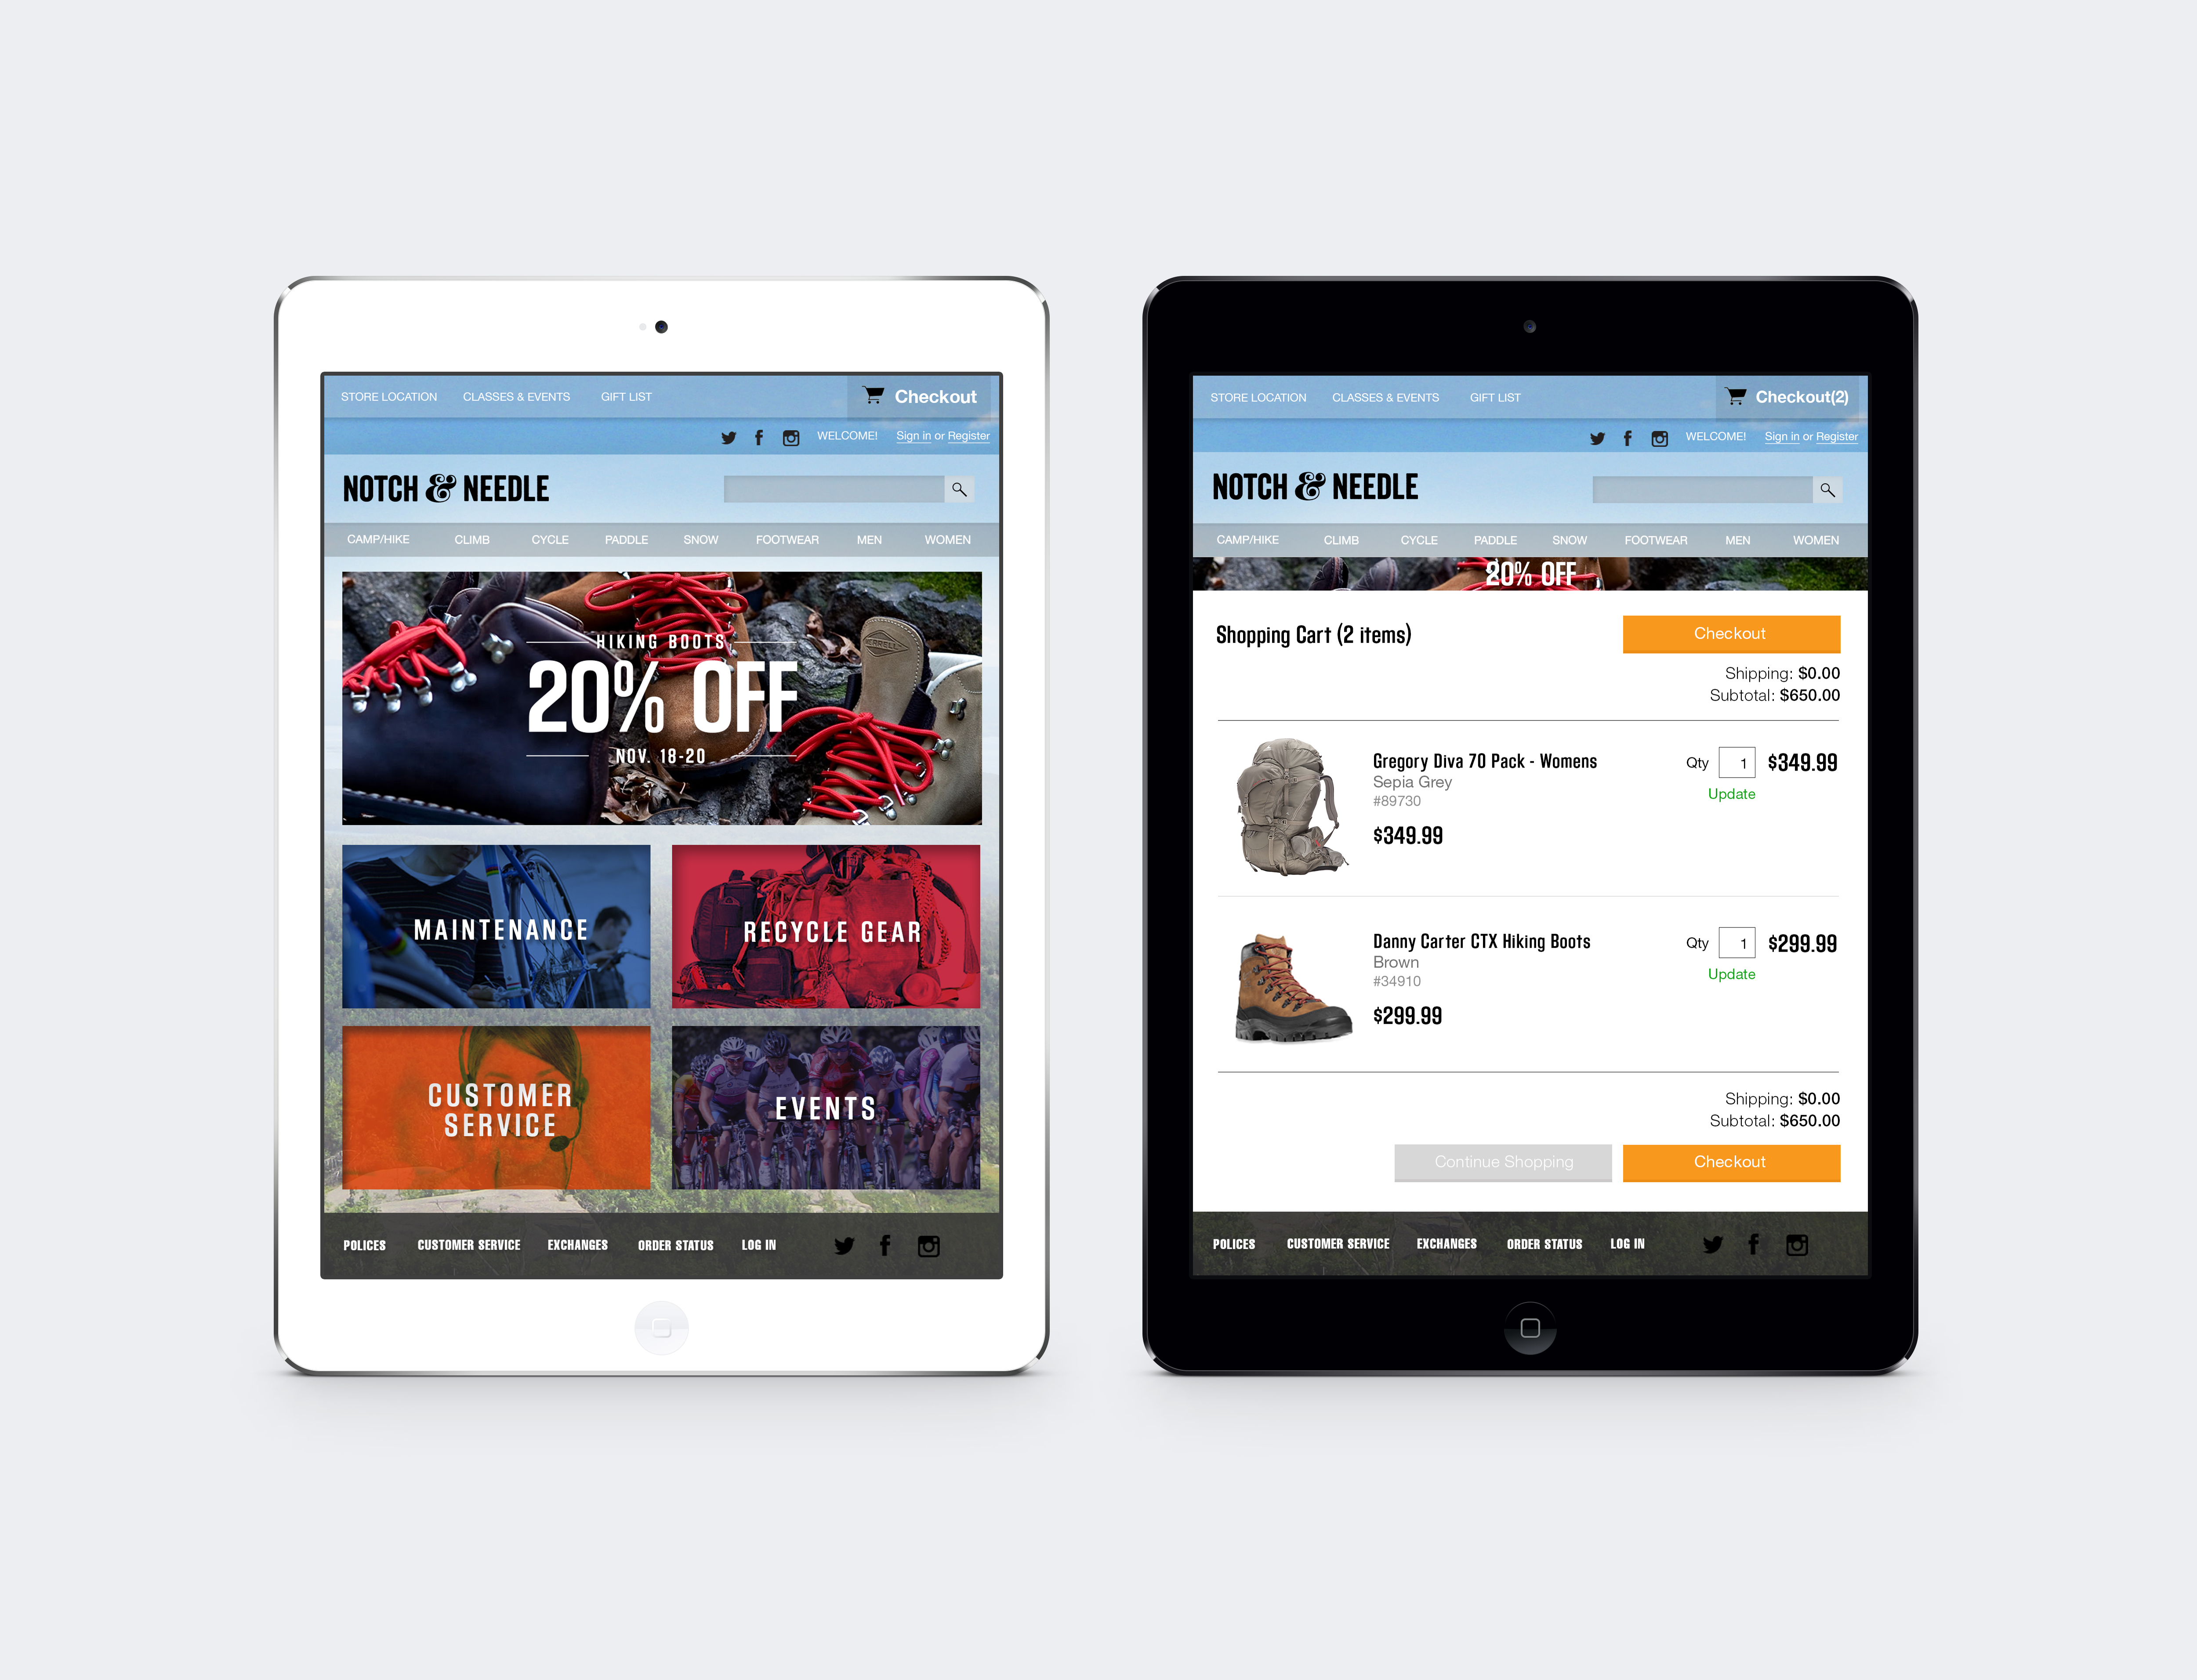 STORE LOCATION CLASSES & EVENTS GIFT LIST Checkout
WELCOME! Sign in or Register
NOTCH & NEEDLE
CAMP/HIKE CLIMB CYCLE PADDLE SNOW FOOTWEAR MEN WOMEN
HIKING BOOTS
20% OFF
NOV. 18-20
MERRELL
MAINTENANCE
RECYCLE GEAR
CUSTOMER
SERVICE
EVENTS
POLICES CUSTOMER SERVICE EXCHANGES ORDER STATUS LOG IN
STORE LOCATION CLASSES & EVENTS GIFT LIST Checkout(2)
WELCOME! Sign in or Register
NOTCH & NEEDLE
CAMP/HIKE CLIMB CYCLE PADDLE SNOW FOOTWEAR MEN WOMEN
20% OFF
Shopping Cart (2 items) Checkout
Shipping: $0.00
Subtotal: $650.00
Gregory Diva 70 Pack - Womens Qty 1 $349.99
Sepia Grey
Update
#89730
$349.99
Danny Carter CTX Hiking Boots Qty 1 $299.99
Brown
Update
#34910
$299.99
Shipping: $0.00
Subtotal: $650.00
Continue Shopping Checkout
POLICES CUSTOMER SERVICE EXCHANGES ORDER STATUS LOG IN